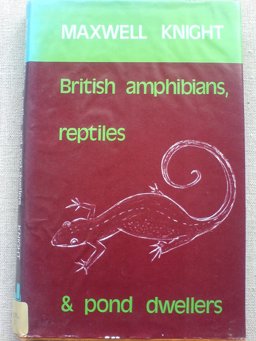 MAXWELL KNIGHT
British amphibians,
reptiles
& pond dwellers